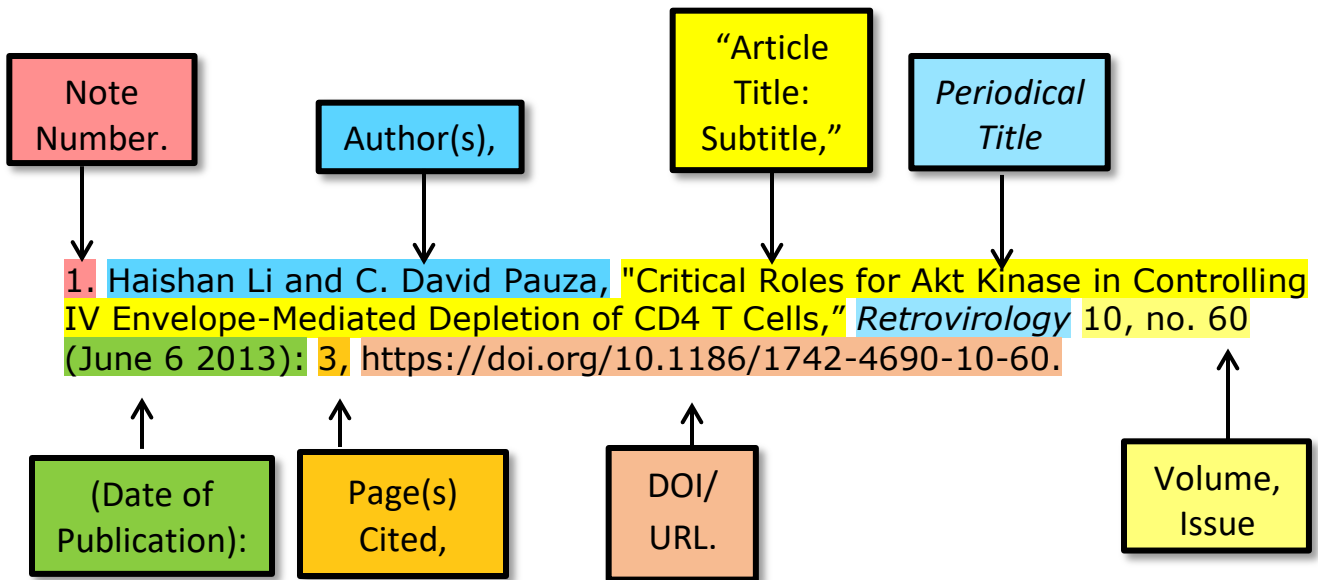 Note
Number.
Author(s),
“Article
Title:
Subtitle,”
Periodical
Title
1. Haishan Li and C. David Pauza, "Critical Roles for Akt Kinase in Controlling
IV Envelope-Mediated Depletion of CD4 T Cells,” Retrovirology 10, no. 60
(June 6 2013): 3, https://doi.org/10.1186/1742-4690-10-60.
(Date of
Publication):
Page(s)
Cited,
DOI/
URL.
Volume,
Issue